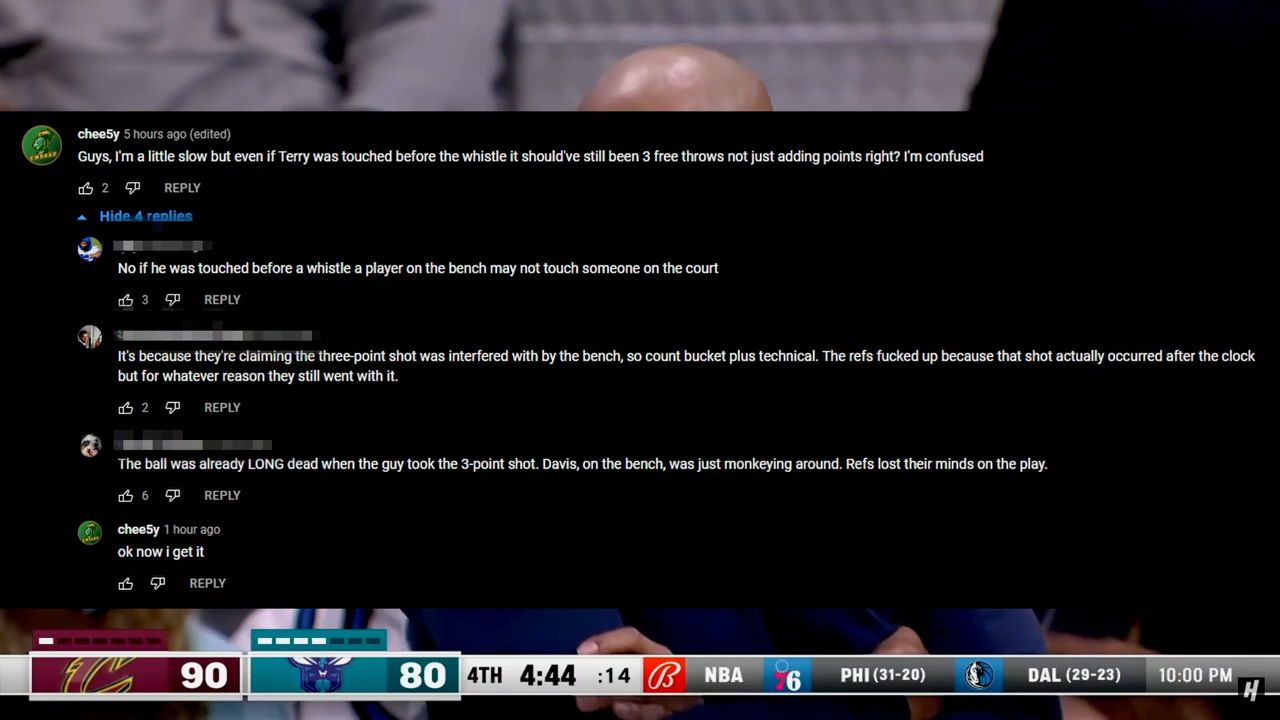 chee5y 5 hours ago (edited)
Guys, I'm a little slow but even if Terry was touched before the whistle it should've still been 3 free throws not just adding points right? I'm confused
2 REPLY
Hide 4 replies
No if he was touched before a whistle a player on the bench may not touch someone on the court
3 REPLY
It's because they're claiming the three-point shot was interfered with by the bench, so count bucket plus technical. The refs fucked up because that shot actually occurred after the clock
but for whatever reason they still went with it.
2 REPLY
The ball was already LONG dead when the guy took the 3-point shot. Davis, on the bench, was just monkeying around. Refs lost their minds on the play.
6 REPLY
chee5y 1 hour ago
ok now i get it
REPLY
C 90 80 4TH 4:44 :14 B NBA 76 PHI (31-20) DAL (29-23) 10:00 PM H